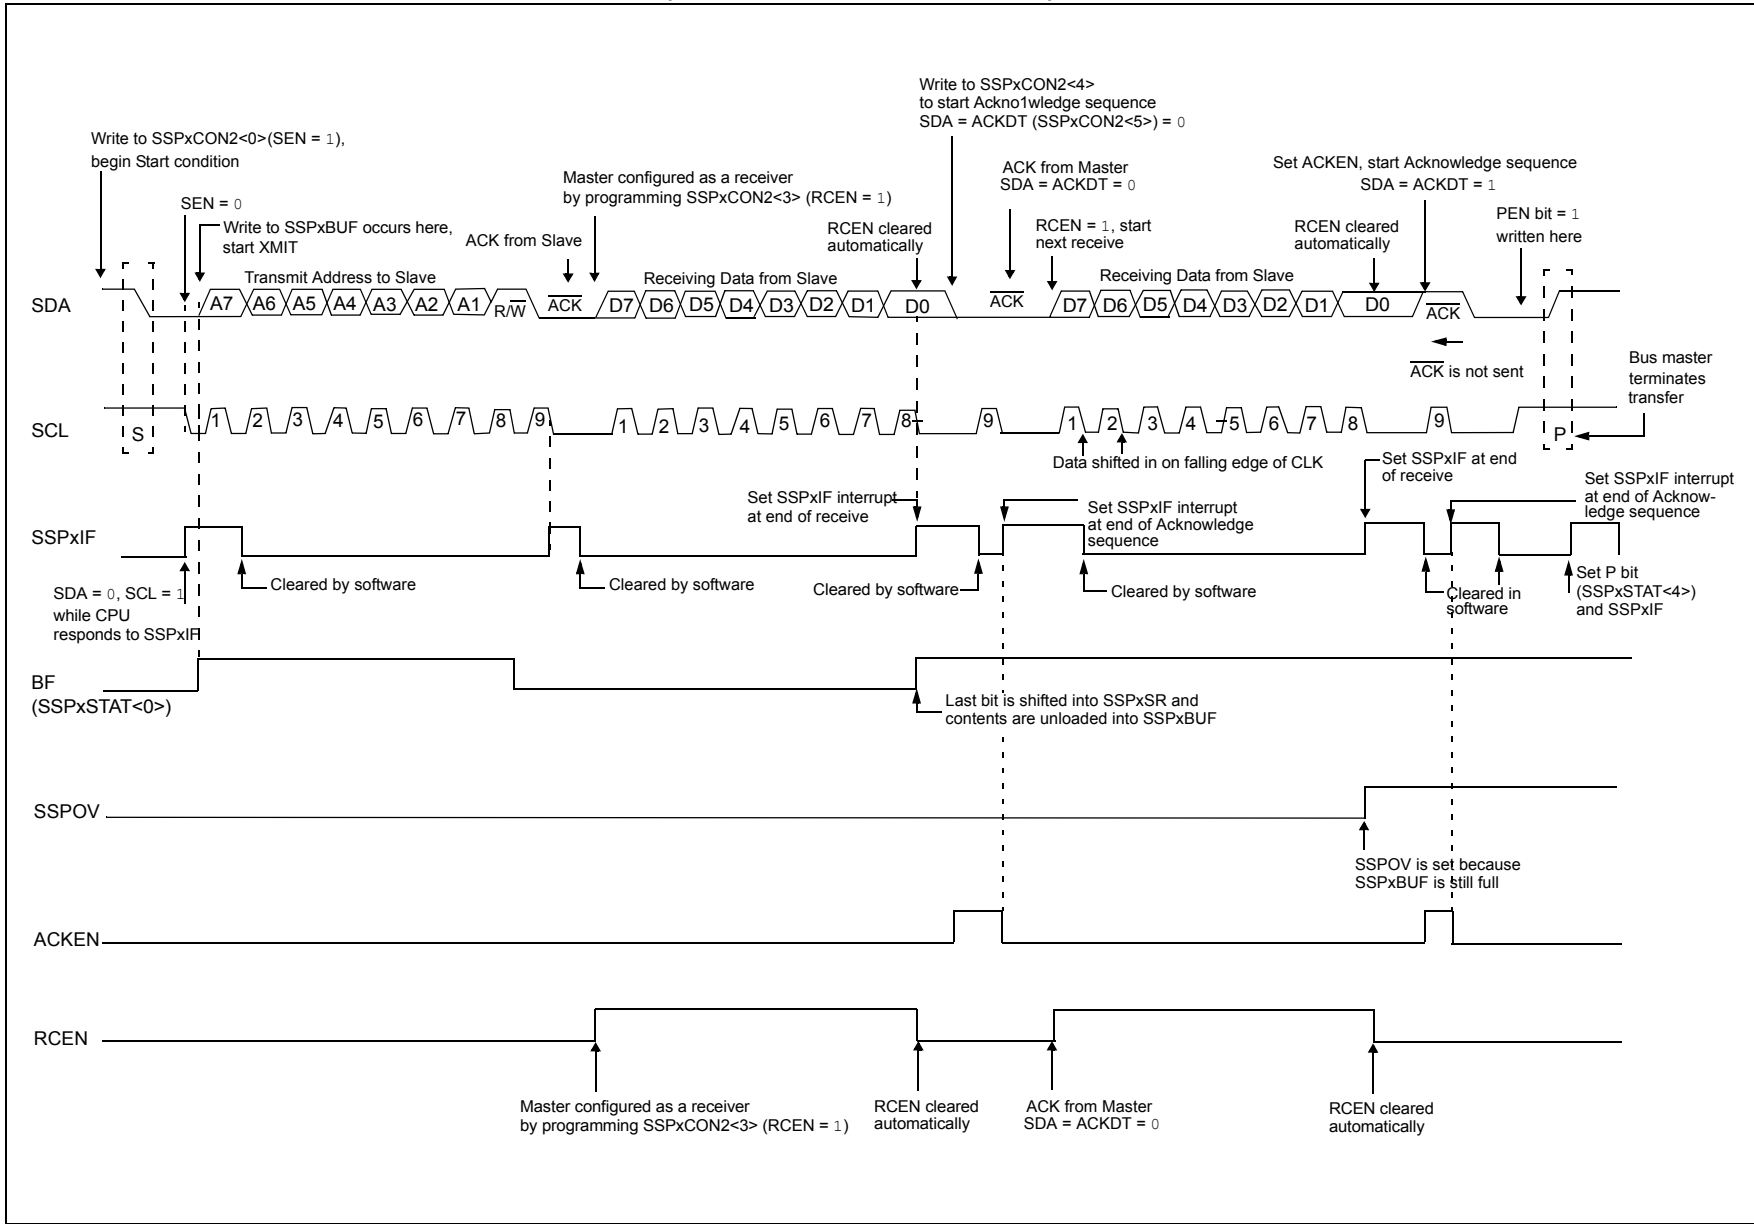 Write to SSPxCON2<4>
to start Ackno1wledge sequence
SDA = ACKDT (SSPxCON2<5>) = 0
Write to SSPxCON2<0>(SEN = 1),
begin Start condition
ACK from Master
SDA = ACKDT = 0
Set ACKEN, start Acknowledge sequence
SDA = ACKDT = 1
Master configured as a receiver
by programming SSPxCON2<3> (RCEN = 1)
SEN = 0
Write to SSPxBUF occurs here,
start XMIT
ACK from Slave
RCEN cleared
automatically
RCEN = 1, start
next receive
RCEN cleared
automatically
PEN bit = 1
written here
Transmit Address to Slave
Receiving Data from Slave
Receiving Data from Slave
SDA
A7 A6 A5 A4 A3 A2 A1 R/W ACK D7 D6 D5 D4 D3 D2 D1 D0 ACK D7 D6 D5 D4 D3 D2 D1 D0 ACK
ACK is not sent
Bus master
terminates
transfer
SCL
S 1 2 3 4 5 6 7 8 9 1 2 3 4 5 6 7 8 9 1 2 3 4 5 6 7 8 9 P
Data shifted in on falling edge of CLK
Set SSPxIF at end
of receive
Set SSPxIF interrupt
at end of receive
Set SSPxIF interrupt
at end of Acknowledge
sequence
Set SSPxIF interrupt
at end of Acknow-
ledge sequence
SSPxIF
SDA = 0, SCL = 1
while CPU
responds to SSPxIF
Cleared by software
Cleared by software
Cleared by software
Cleared by software
Cleared in
software
Set P bit
(SSPxSTAT<4>)
and SSPxIF
BF
(SSPxSTAT<0>)
Last bit is shifted into SSPxSR and
contents are unloaded into SSPxBUF
SSPOV
SSPOV is set because
SSPxBUF is still full
ACKEN
RCEN
Master configured as a receiver
by programming SSPxCON2<3> (RCEN = 1)
RCEN cleared
automatically
ACK from Master
SDA = ACKDT = 0
RCEN cleared
automatically